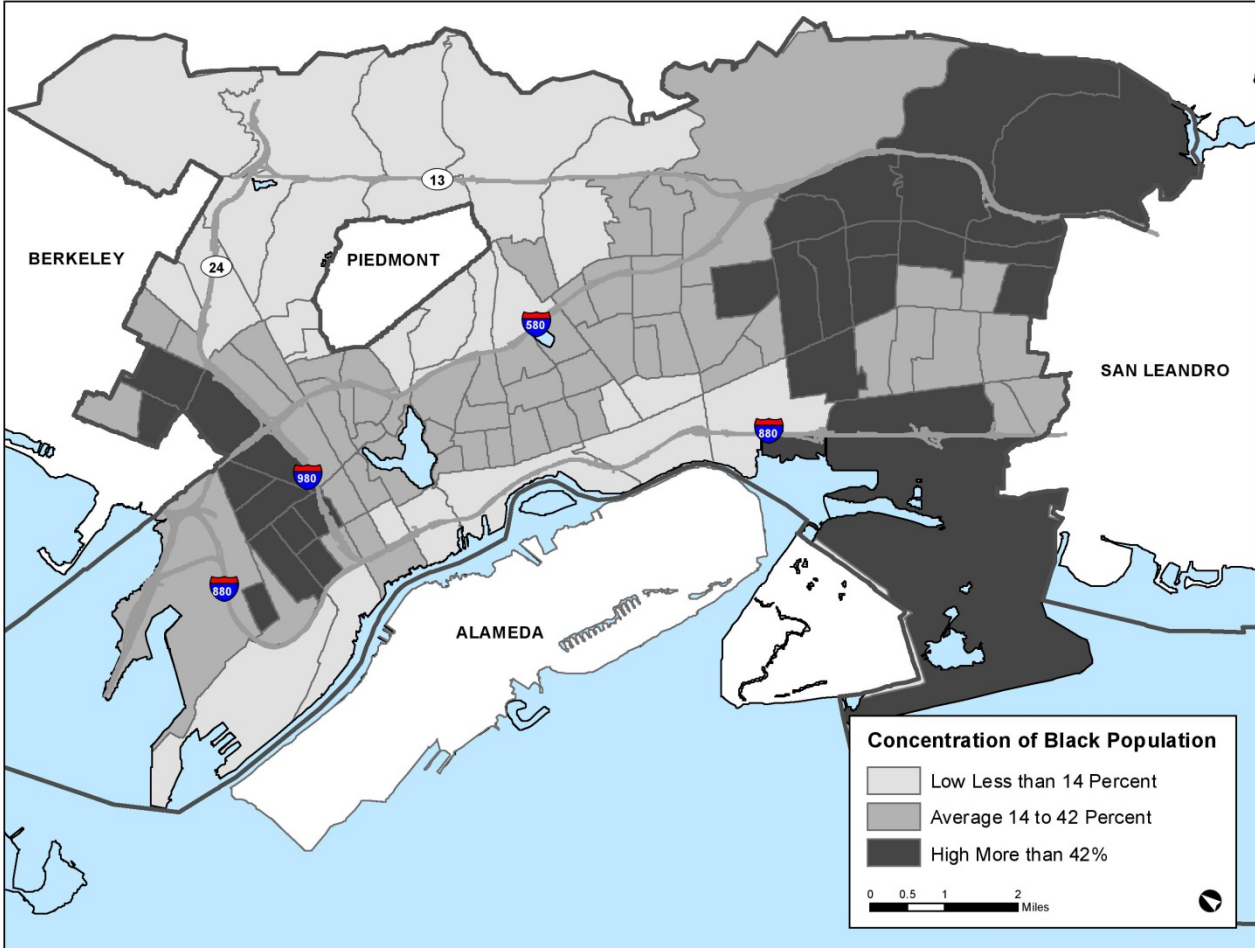 13
BERKELEY
PIEDMONT
24
580
SAN LEANDRO
880
980
880
ALAMEDA
Concentration of Black Population
Low Less than 14 Percent
Average 14 to 42 Percent
High More than 42%
0 0.5 1 2
Miles